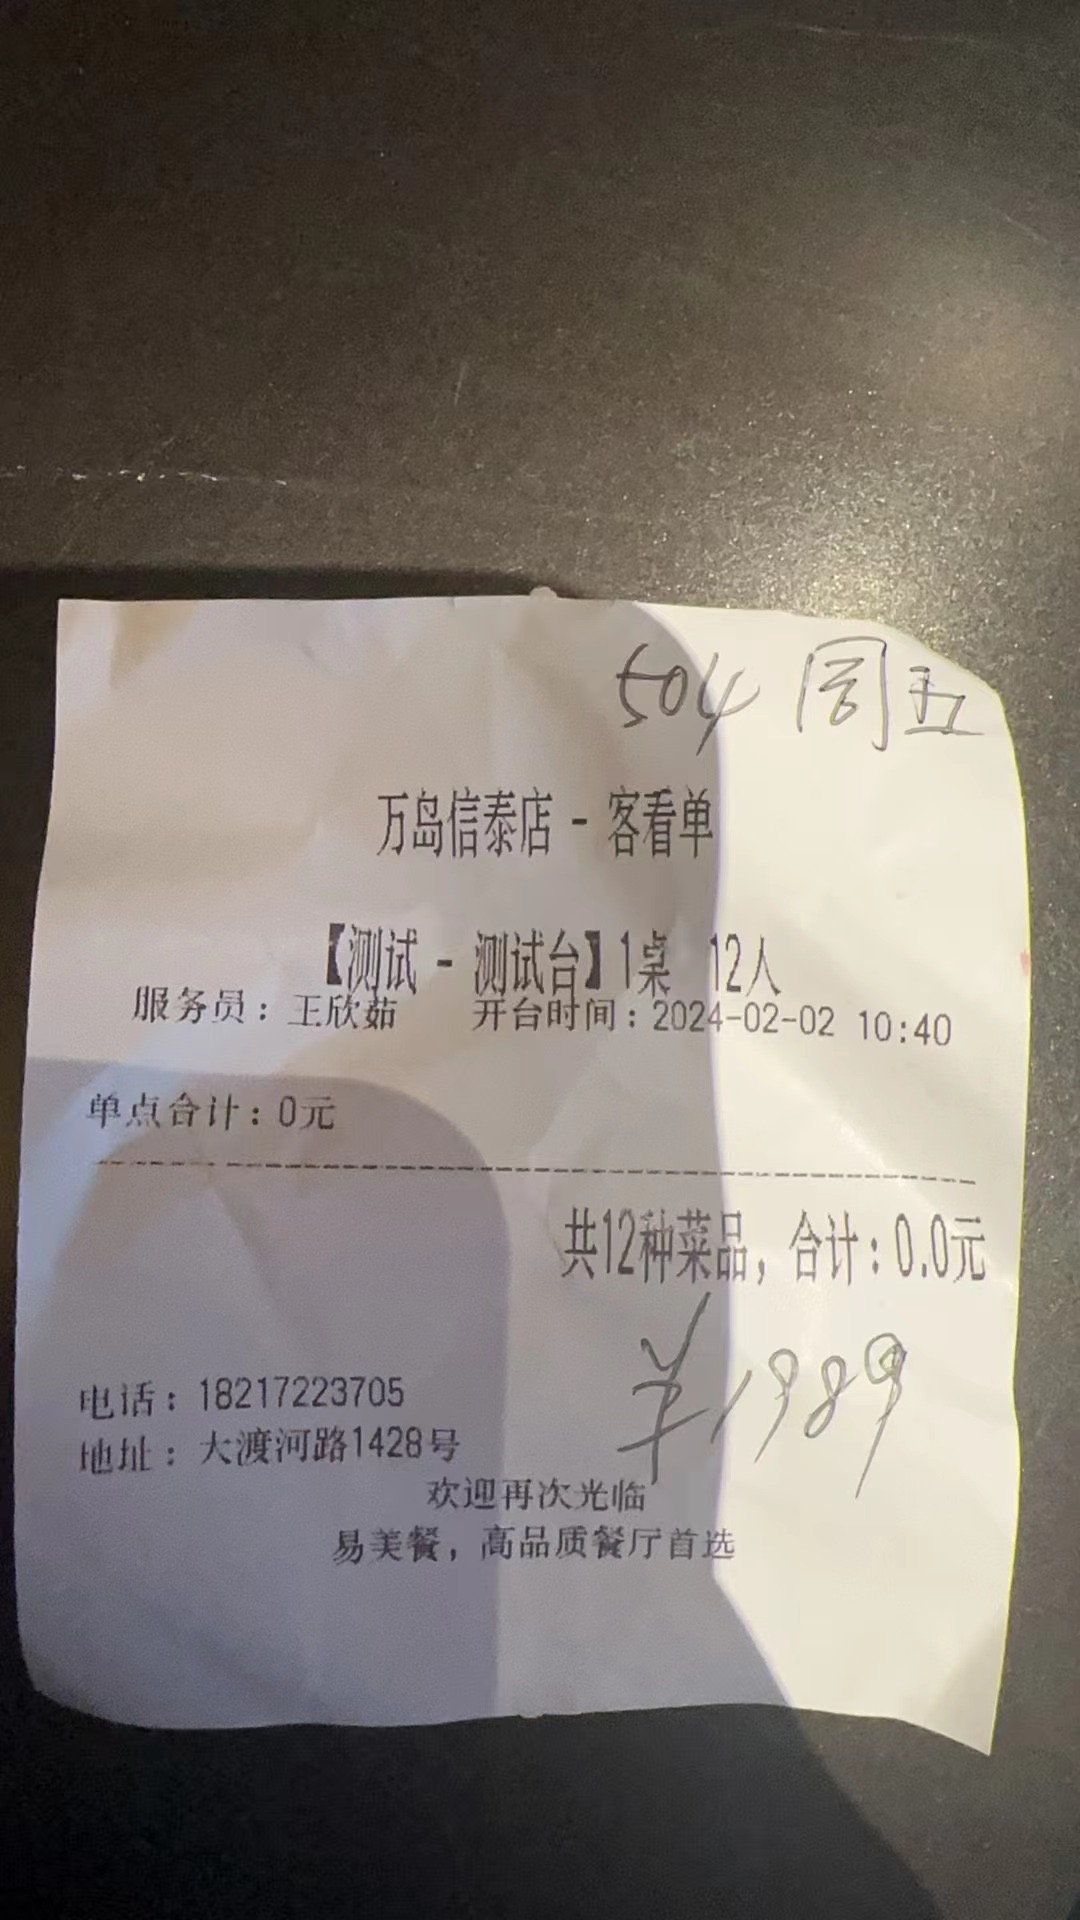 504 周五
万岛信泰店 - 客看单
【测试 - 测试台】1桌 12人
服务员：王欣茹 开台时间：2024-02-02 10:40
单点合计：0元
共12种菜品，合计：0.0元
¥1989
电话：18217223705
地址：大渡河路1428号
欢迎再次光临
易美餐，高品质餐厅首选